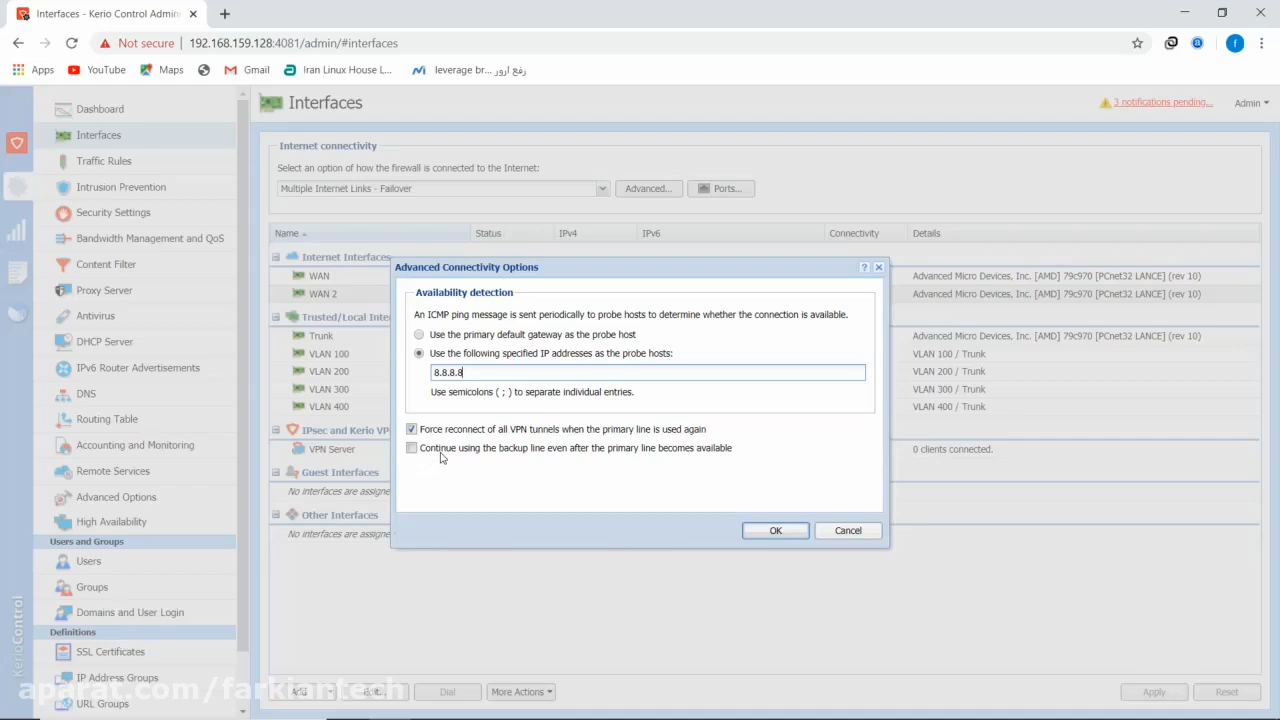 Interfaces - Kerio Control Admin
Not secure 192.168.159.128:4081/admin/#interfaces
Apps YouTube Maps Gmail Iran Linux House L... leverage br... رفع ارور
Dashboard
Interfaces
Traffic Rules
Intrusion Prevention
Security Settings
Bandwidth Management and QoS
Content Filter
Proxy Server
Antivirus
DHCP Server
IPv6 Router Advertisements
DNS
Routing Table
Accounting and Monitoring
Remote Services
Advanced Options
High Availability
Users and Groups
Users
Groups
Domains and User Login
Definitions
SSL Certificates
IP Address Groups
URL Groups
KerioControl
Interfaces
3 notifications pending... Admin
Internet connectivity
Select an option of how the firewall is connected to the Internet:
Multiple Internet Links - Failover Advanced... Ports...
Name Status IPv4 IPv6 Connectivity Details
Internet Interfaces
WAN Advanced Micro Devices, Inc. [AMD] 79c970 [PCnet32 LANCE] (rev 10)
WAN 2 Advanced Micro Devices, Inc. [AMD] 79c970 [PCnet32 LANCE] (rev 10)
Trusted/Local Inter
Trunk Advanced Micro Devices, Inc. [AMD] 79c970 [PCnet32 LANCE] (rev 10)
VLAN 100 VLAN 100 / Trunk
VLAN 200 VLAN 200 / Trunk
VLAN 300 VLAN 300 / Trunk
VLAN 400 VLAN 400 / Trunk
IPsec and Kerio VP
VPN Server 0 clients connected.
Guest Interfaces
No interfaces are assigne
Other Interfaces
No interfaces are assigne
Advanced Connectivity Options
Availability detection
An ICMP ping message is sent periodically to probe hosts to determine whether the connection is available.
Use the primary default gateway as the probe host
Use the following specified IP addresses as the probe hosts:
8.8.8.8
Use semicolons ( ; ) to separate individual entries.
Force reconnect of all VPN tunnels when the primary line is used again
Continue using the backup line even after the primary line becomes available
OK Cancel
Add Edit... Dial More Actions Apply Reset
aparat.com/farkiantech